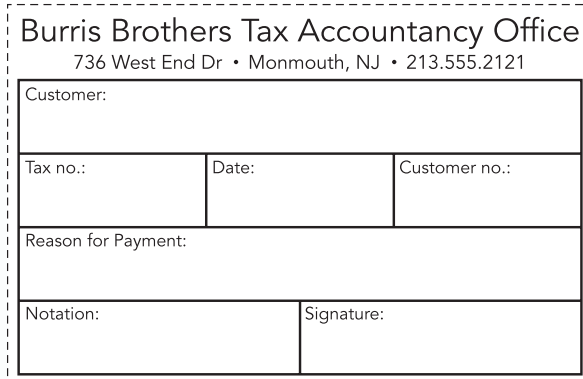 Burris Brothers Tax Accountancy Office
736 West End Dr • Monmouth, NJ • 213.555.2121
Customer:
Tax no.: Date: Customer no.:
Reason for Payment:
Notation: Signature: